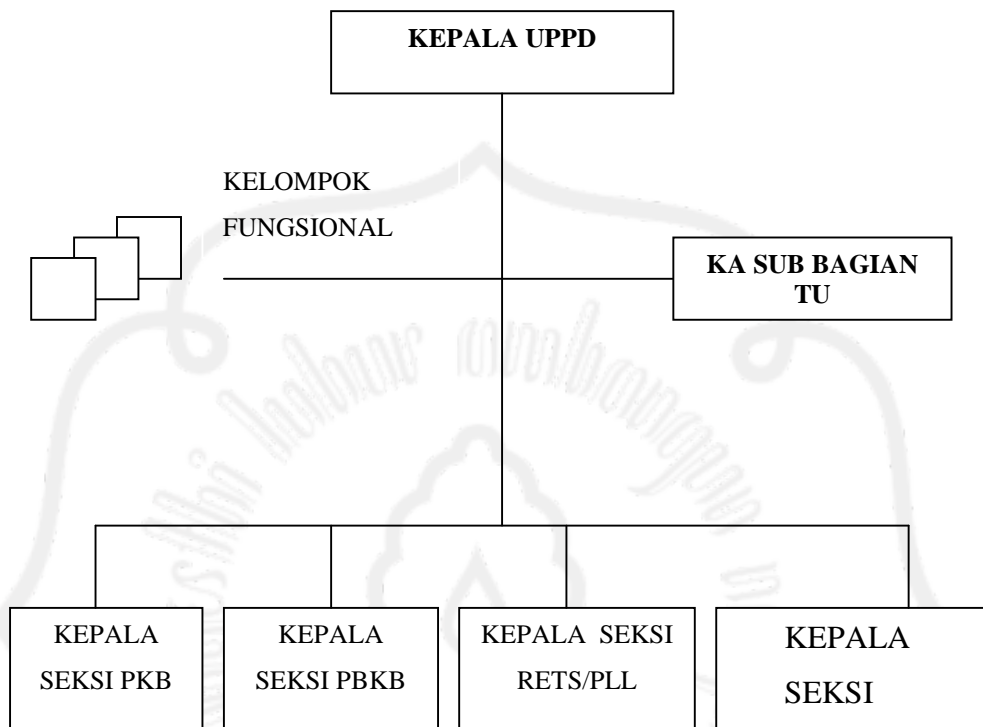 KEPALA UPPD
KELOMPOK
FUNGSIONAL
KA SUB BAGIAN
TU
KEPALA
SEKSI PKB
KEPALA
SEKSI PBKB
KEPALA SEKSI
RETS/PLL
KEPALA
SEKSI